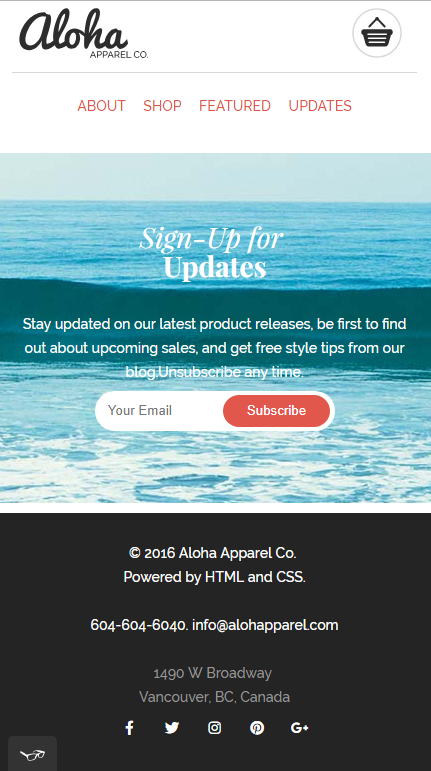 Aloha
APPAREL CO.
ABOUT SHOP FEATURED UPDATES
Sign-Up for
Updates
Stay updated on our latest product releases, be first to find
out about upcoming sales, and get free style tips from our
blog.Unsubscribe any time.
Your Email Subscribe
© 2016 Aloha Apparel Co.
Powered by HTML and CSS.
604-604-6040. info@alohapparel.com
1490 W Broadway
Vancouver, BC, Canada